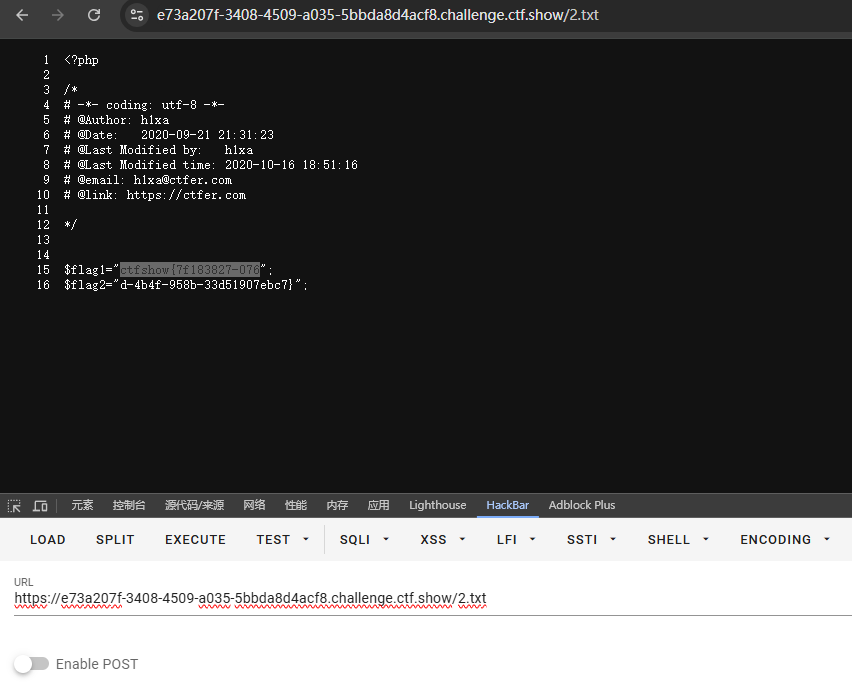 e73a207f-3408-4509-a035-5bbda8d4acf8.challenge.ctf.show/2.txt
1 <?php
2
3 /*
4 # -*- coding: utf-8 -*-
5 # @Author: h1xa
6 # @Date:   2020-09-21 21:31:23
7 # @Last Modified by:   h1xa
8 # @Last Modified time: 2020-10-16 18:51:16
9 # @email: h1xa@ctfer.com
10 # @link: https://ctfer.com
11
12 */
13
14
15 $flag1="ctfshow{7f183827-076";
16 $flag2="d-4b4f-958b-33d51907ebc7}";
元素 控制台 源代码/来源 网络 性能 内存 应用 Lighthouse HackBar Adblock Plus
LOAD SPLIT EXECUTE TEST SQLI XSS LFI SSTI SHELL ENCODING
URL
https://e73a207f-3408-4509-a035-5bbda8d4acf8.challenge.ctf.show/2.txt
Enable POST